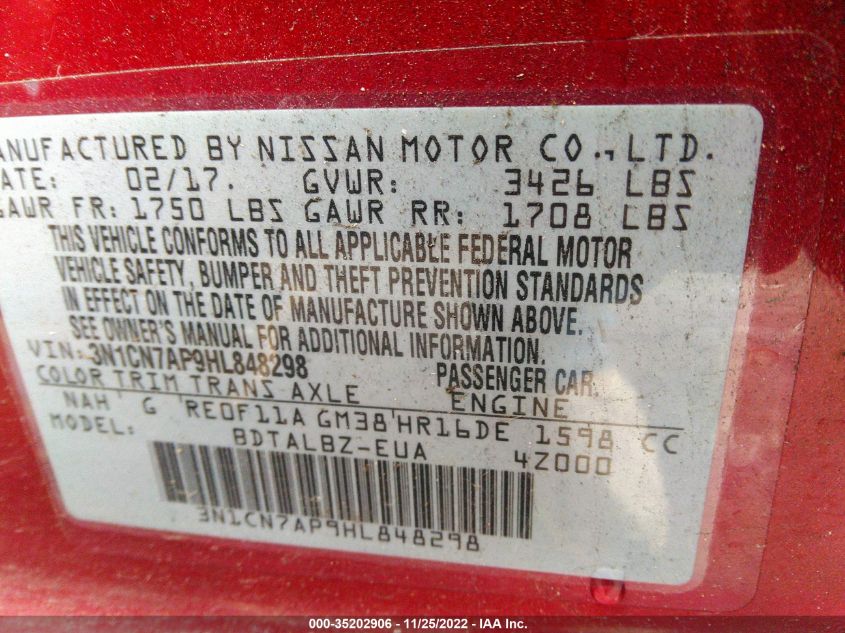 ANUFACTURED BY NISSAN MOTOR CO., LTD.
ATE: 02/17. GVWR: 3426 LBS
GAWR FR: 1750 LBS GAWR RR: 1708 LBS
THIS VEHICLE CONFORMS TO ALL APPLICABLE FEDERAL MOTOR
VEHICLE SAFETY, BUMPER AND THEFT PREVENTION STANDARDS
IN EFFECT ON THE DATE OF MANUFACTURE SHOWN ABOVE.
SEE OWNER'S MANUAL FOR ADDITIONAL INFORMATION.
VIN: 3N1CN7AP9HL848298 PASSENGER CAR.
COLOR TRIM TRANS AXLE ENGINE
NAH G RE0F11A GM38 HR16DE 1598 CC
MODEL: BDTALBZ-EUA 4Z000
3N1CN7AP9HL848298
000-35202906 - 11/25/2022 - IAA Inc.